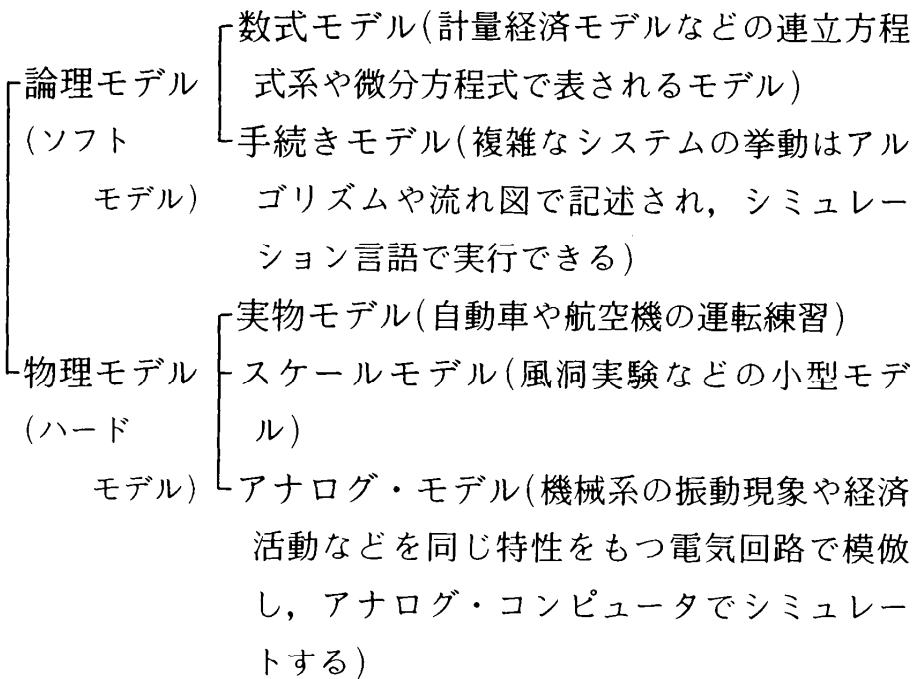 数式モデル(計量経済モデルなどの連立方程
論理モデル 式系や微分方程式で表されるモデル)
(ソフト 手続きモデル(複雑なシステムの挙動はアル
モデル) ゴリズムや流れ図で記述され，シミュレー
ション言語で実行できる)
実物モデル(自動車や航空機の運転練習)
物理モデル スケールモデル(風洞実験などの小型モデ
(ハード ル)
モデル) アナログ・モデル(機械系の振動現象や経済
活動などを同じ特性をもつ電気回路で模倣
し，アナログ・コンピュータでシミュレー
トする)